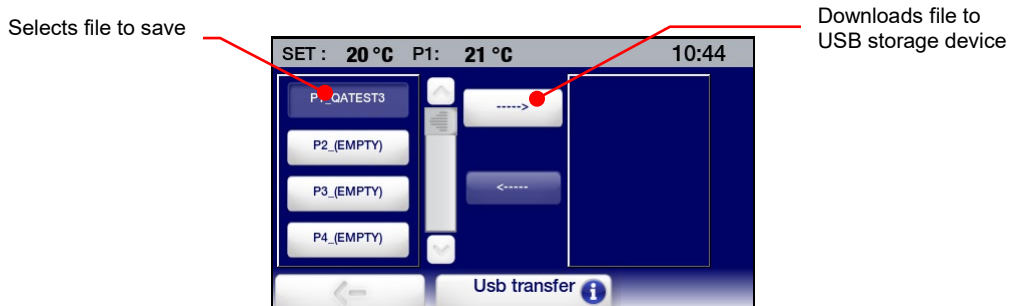 Selects file to save
Downloads file to
USB storage device
SET : 20 °C P1: 21 °C 10:44
P1_QATEST3
----->
P2_(EMPTY)
P3_(EMPTY)
<-----
P4_(EMPTY)
Usb transfer i